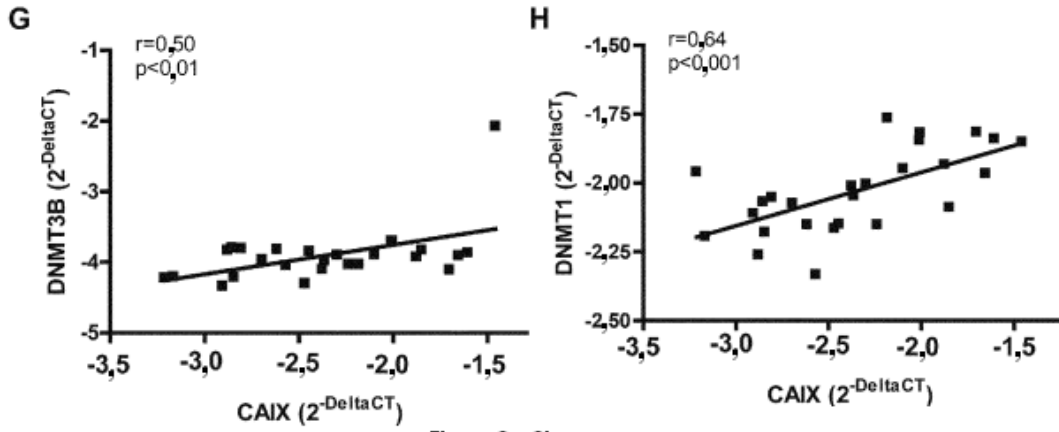 G
r=0,50
p<0,01
-1
-2
-3
-4
-5
DNMT3B (2^-DeltaCT)
-3,5
-3,0
-2,5
-2,0
-1,5
CAIX (2^-DeltaCT)
H
r=0,64
p<0,001
-1,50
-1,75
-2,00
-2,25
-2,50
DNMT1 (2^-DeltaCT)
-3,5
-3,0
-2,5
-2,0
-1,5
CAIX (2^-DeltaCT)